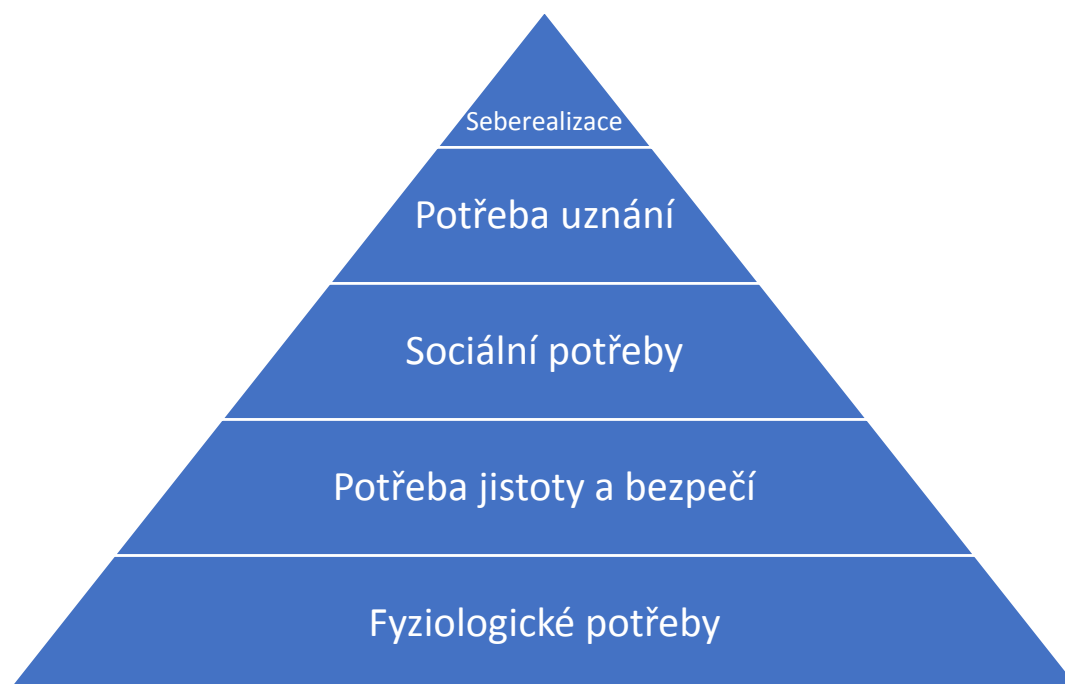 Seberealizace
Potřeba uznání
Sociální potřeby
Potřeba jistoty a bezpečí
Fyziologické potřeby